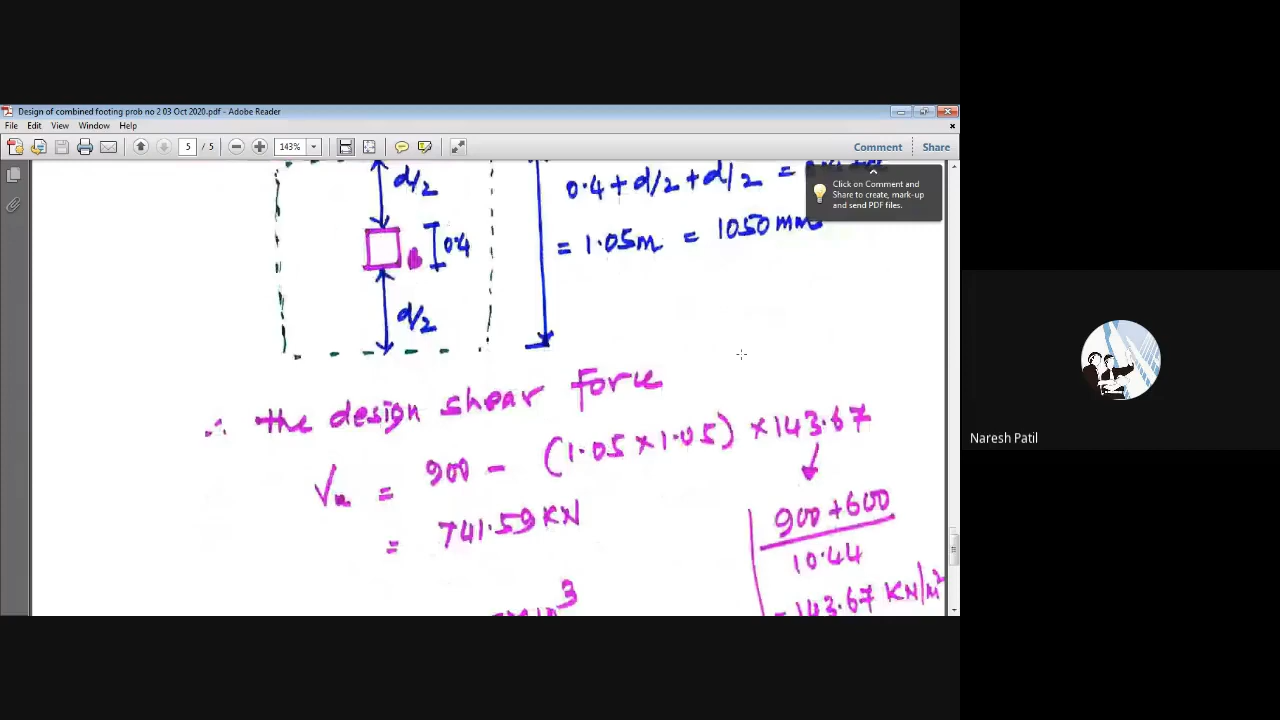 Design of combined footing prob no 2 03 Oct 2020.pdf - Adobe Reader
File Edit View Window Help
5 / 5 143% Comment Share
Click on Comment and
Share to create, mark-up
and send PDF files.
d/2
0.4 + d/2 + d/2 =
0.4
= 1.05m = 1050 mm
d/2
∴ the design shear force
Vu = 900 - (1.05 × 1.05) × 143.67
= 741.59 KN
900 + 600
10.44
= 143.67 KN/m²
Naresh Patil